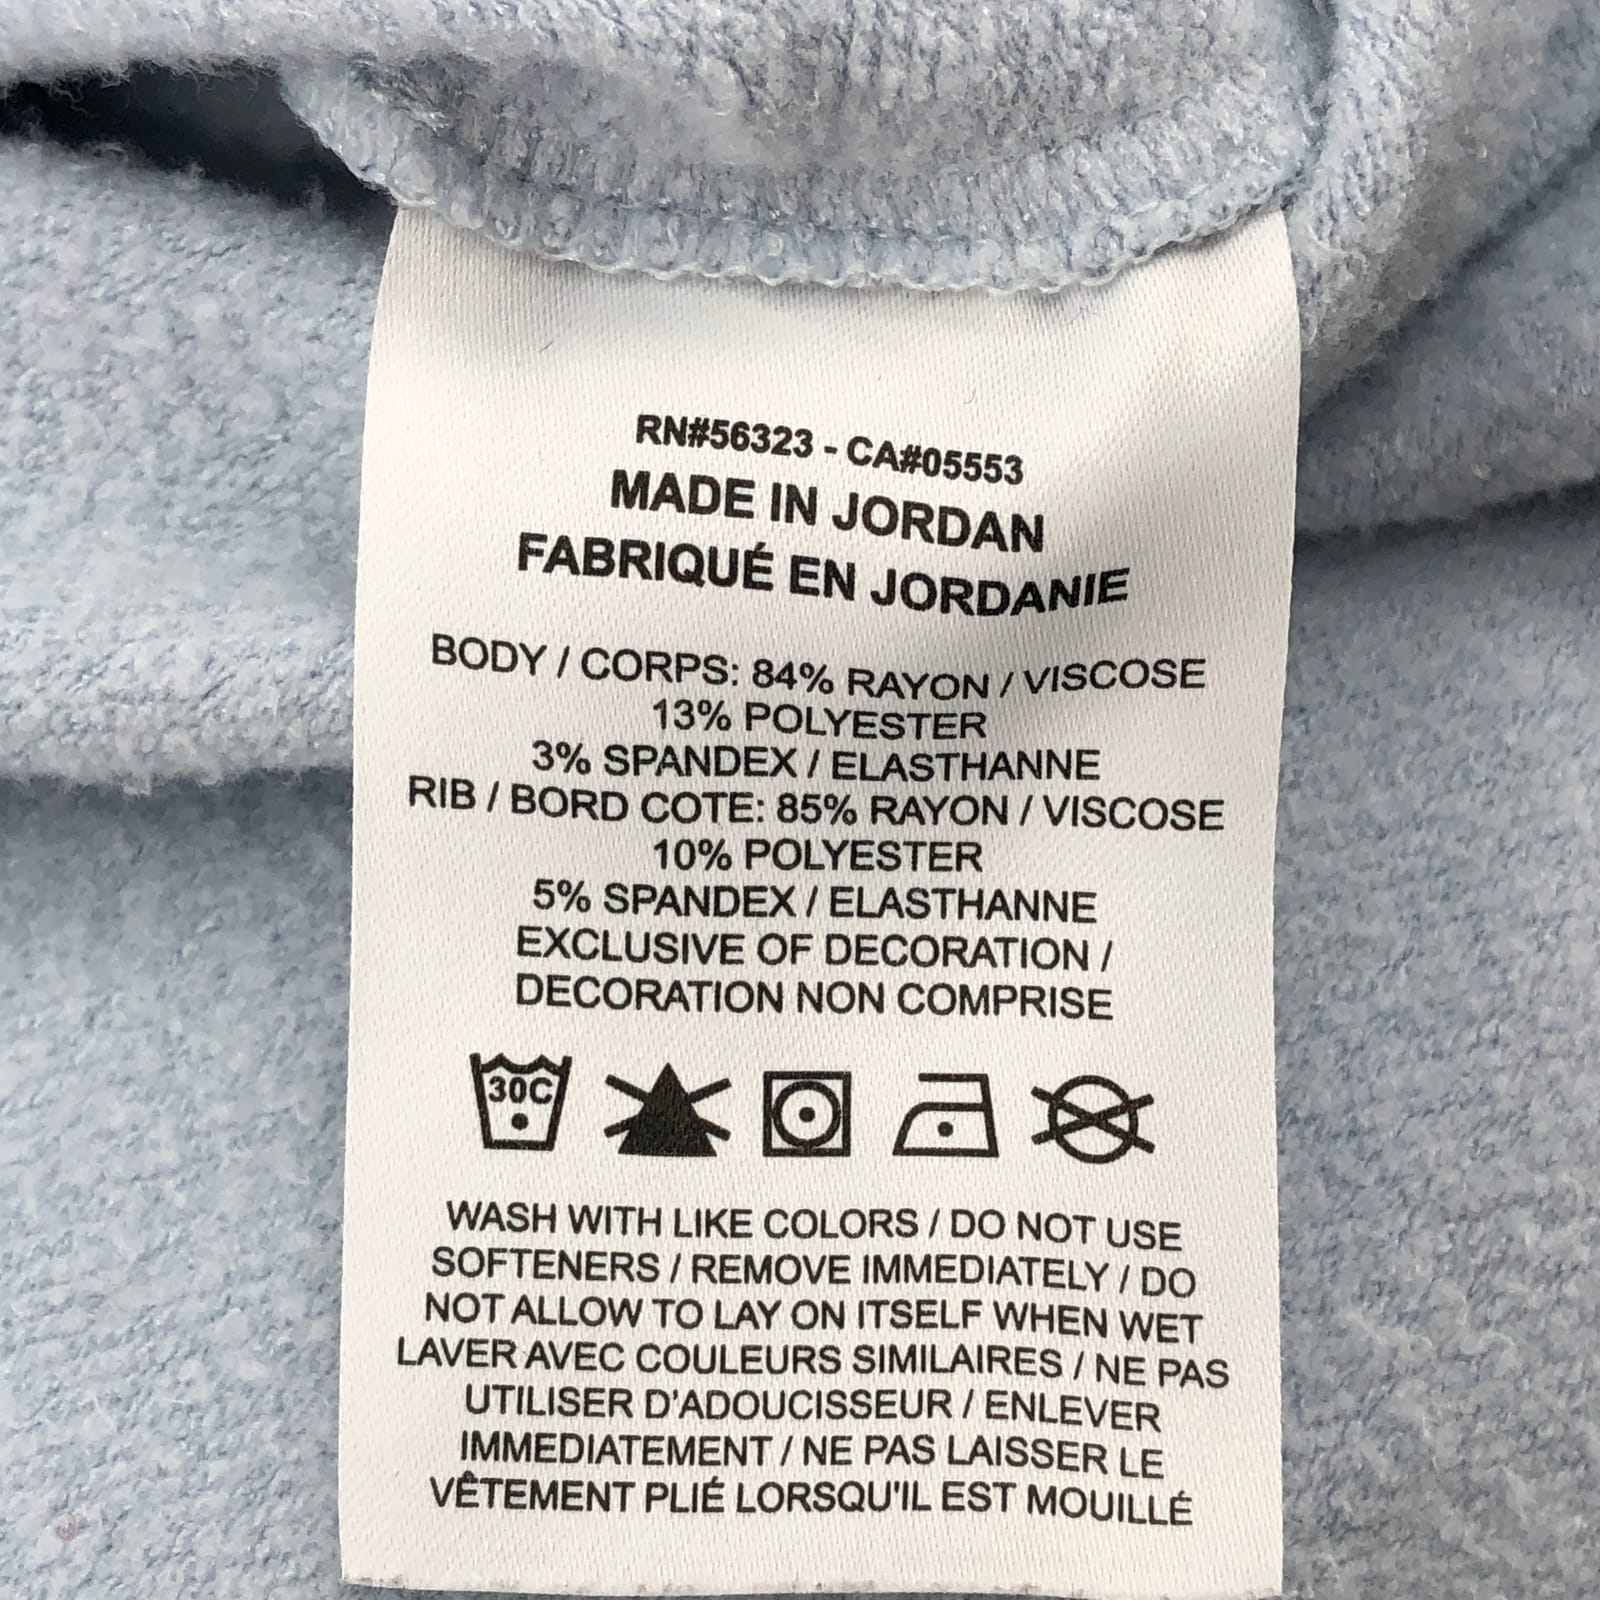 RN#56323 - CA#05553
MADE IN JORDAN
FABRIQUÉ EN JORDANIE
BODY / CORPS: 84% RAYON / VISCOSE
13% POLYESTER
3% SPANDEX / ELASTHANNE
RIB / BORD COTE: 85% RAYON / VISCOSE
10% POLYESTER
5% SPANDEX / ELASTHANNE
EXCLUSIVE OF DECORATION /
DECORATION NON COMPRISE
30C
WASH WITH LIKE COLORS / DO NOT USE
SOFTENERS / REMOVE IMMEDIATELY / DO
NOT ALLOW TO LAY ON ITSELF WHEN WET
LAVER AVEC COULEURS SIMILAIRES / NE PAS
UTILISER D'ADOUCISSEUR / ENLEVER
IMMEDIATEMENT / NE PAS LAISSER LE
VÊTEMENT PLIÉ LORSQU'IL EST MOUILLÉ